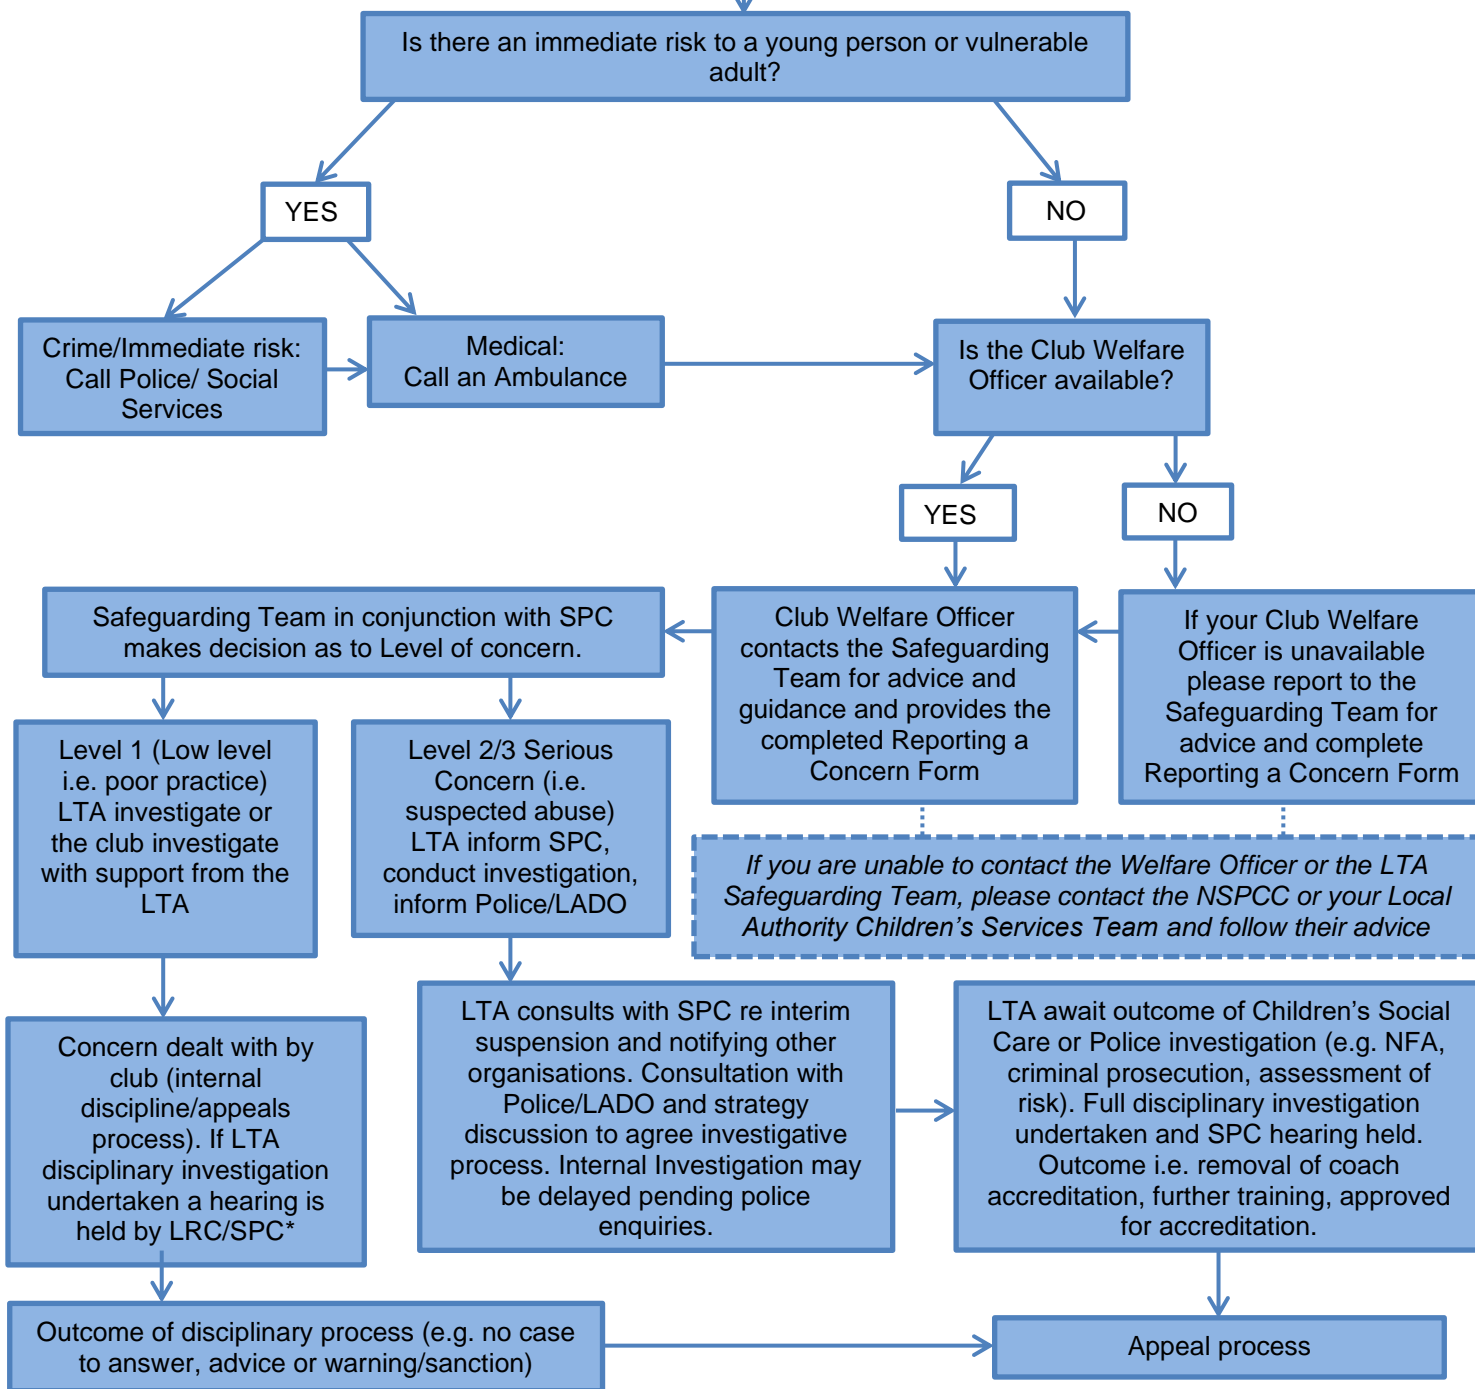 Is there an immediate risk to a young person or vulnerable
adult?
YES
NO
Crime/Immediate risk:
Call Police/ Social
Services
Medical:
Call an Ambulance
Is the Club Welfare
Officer available?
YES
NO
Safeguarding Team in conjunction with SPC
makes decision as to Level of concern.
Club Welfare Officer
contacts the Safeguarding
Team for advice and
guidance and provides the
completed Reporting a
Concern Form
If your Club Welfare
Officer is unavailable
please report to the
Safeguarding Team for
advice and complete
Reporting a Concern Form
Level 1 (Low level
i.e. poor practice)
LTA investigate or
the club investigate
with support from the
LTA
Level 2/3 Serious
Concern (i.e.
suspected abuse)
LTA inform SPC,
conduct investigation,
inform Police/LADO
If you are unable to contact the Welfare Officer or the LTA
Safeguarding Team, please contact the NSPCC or your Local
Authority Children’s Services Team and follow their advice
Concern dealt with by
club (internal
discipline/appeals
process). If LTA
disciplinary investigation
undertaken a hearing is
held by LRC/SPC*
LTA consults with SPC re interim
suspension and notifying other
organisations. Consultation with
Police/LADO and strategy
discussion to agree investigative
process. Internal Investigation may
be delayed pending police
enquiries.
LTA await outcome of Children’s Social
Care or Police investigation (e.g. NFA,
criminal prosecution, assessment of
risk). Full disciplinary investigation
undertaken and SPC hearing held.
Outcome i.e. removal of coach
accreditation, further training, approved
for accreditation.
Outcome of disciplinary process (e.g. no case
to answer, advice or warning/sanction)
Appeal process